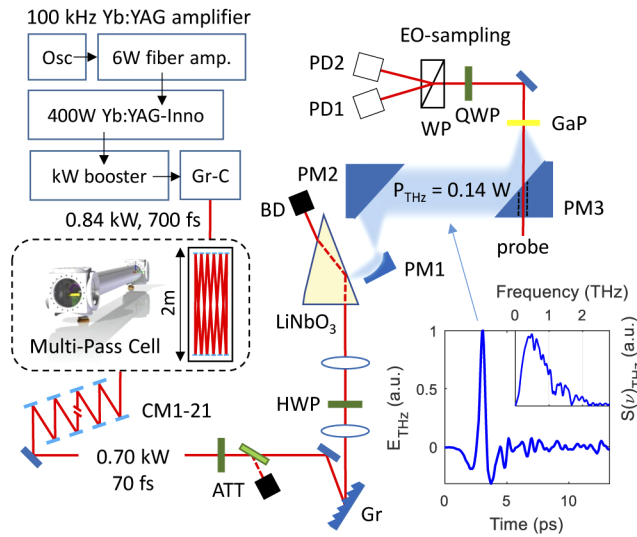 100 kHz Yb:YAG amplifier
Osc
6W fiber amp.
400W Yb:YAG-Inno
kW booster
Gr-C
0.84 kW, 700 fs
2m
Multi-Pass Cell
CM1-21
0.70 kW
70 fs
ATT
Gr
HWP
LiNbO3
BD
PM2
PM1
P_THz = 0.14 W
PM3
probe
GaP
EO-sampling
PD2
PD1
WP
QWP
Frequency (THz)
0 1 2
S(ν)_THz (a.u.)
E_THz (a.u.)
1
0.5
0
0 5 10
Time (ps)